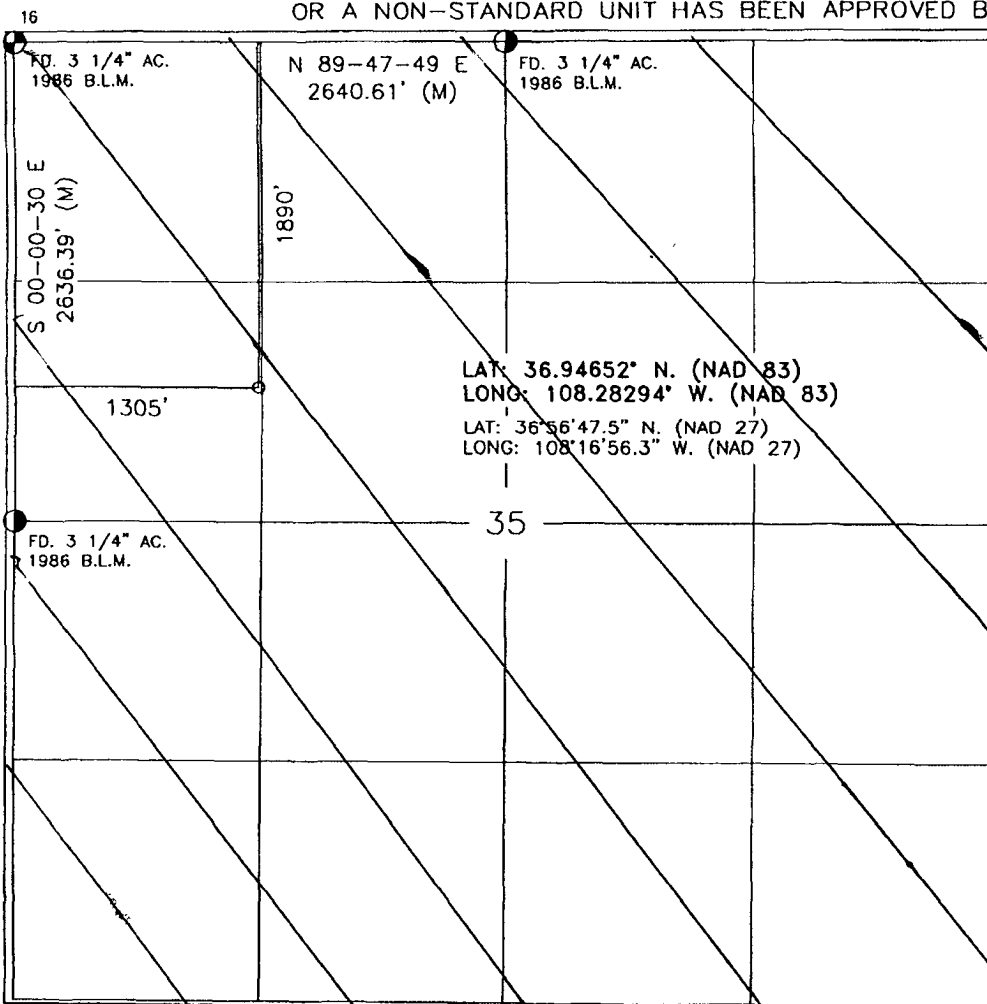 OR A NON-STANDARD UNIT HAS BEEN APPROVED B
16
FD. 3 1/4" AC.
1986 B.L.M.
N 89-47-49 E
2640.61' (M)
FD. 3 1/4" AC.
1986 B.L.M.
S 00-00-30 E
2636.39' (M)
1890'
1305'
LAT: 36.94652° N. (NAD 83)
LONG: 108.28294° W. (NAD 83)
LAT: 36°56'47.5" N. (NAD 27)
LONG: 108°16'56.3" W. (NAD 27)
35
FD. 3 1/4" AC.
1986 B.L.M.